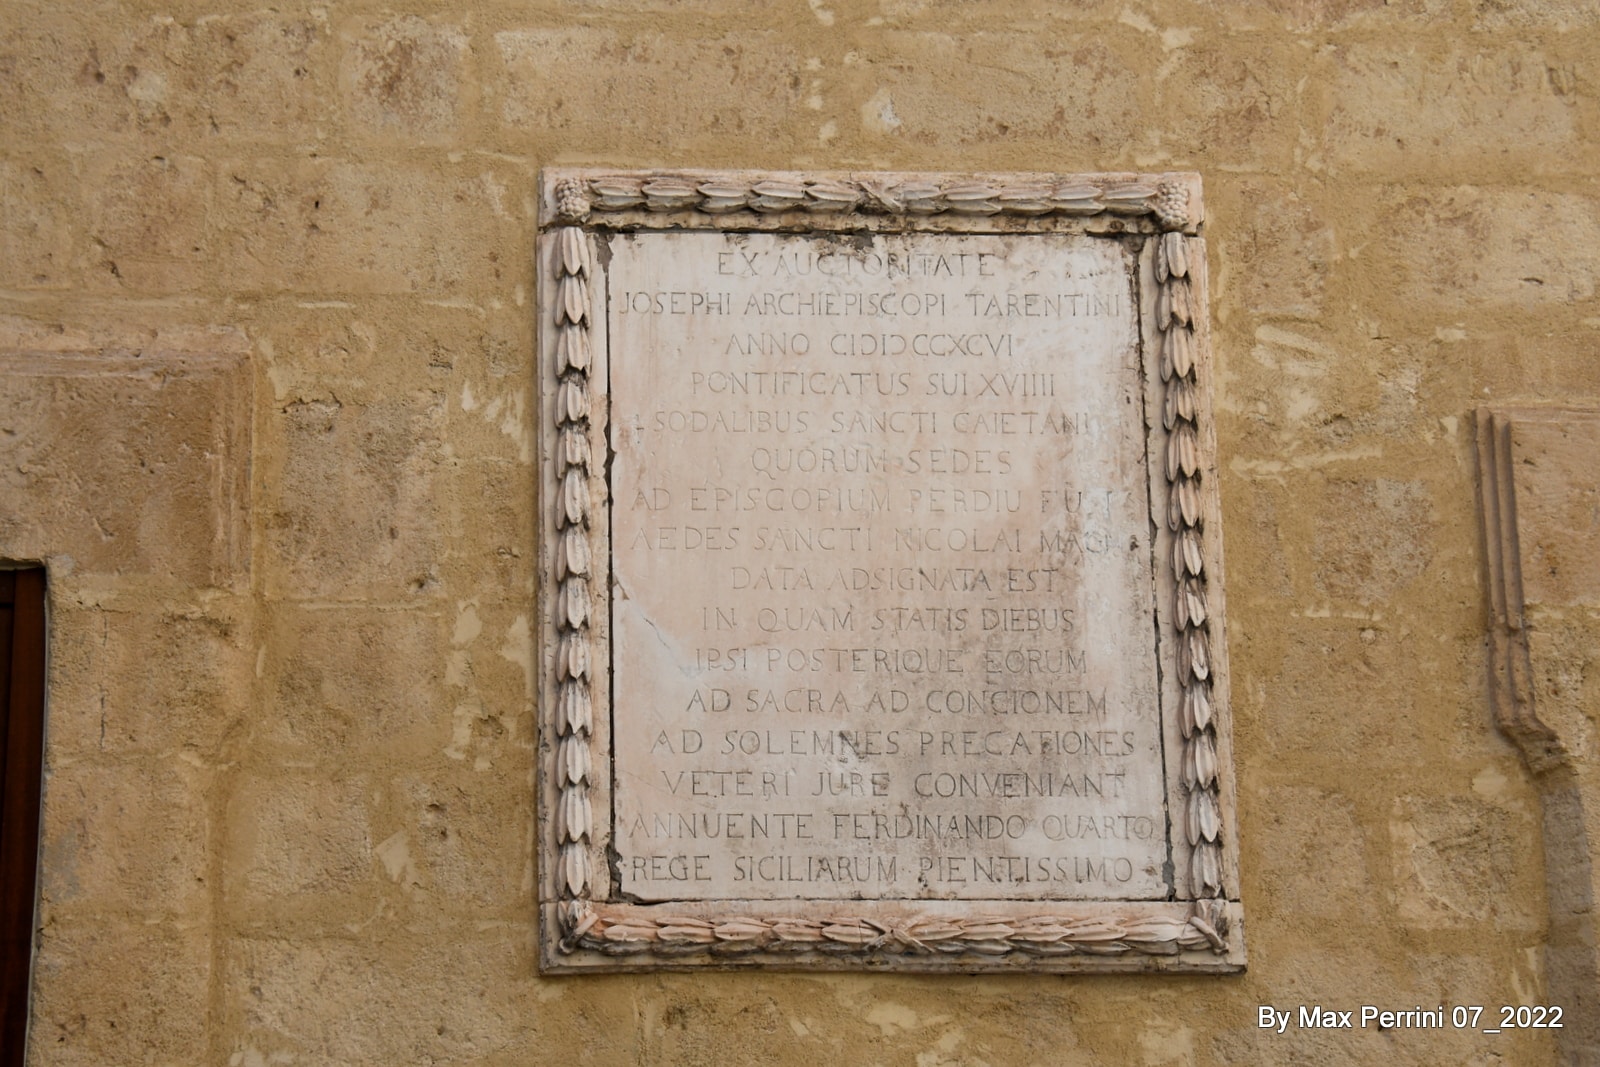 EX AUCTORITATE
JOSEPHI ARCHIEPISCOPI TARENTINI
ANNO CIƆIƆCCXCVI
PONTIFICATUS SUI XVIIII
SODALIBUS SANCTI CAIETANI
QUORUM SEDES
AD EPISCOPIUM PERDIU
AEDES SANCTI NICOLAI
DATA ADSIGNATA EST
IN QUAM STATIS DIEBUS
IPSI POSTERIQUE EORUM
AD SACRA AD CONCIONEM
AD SOLEMNES PRECATIONES
VETERI JURE CONVENIANT
ANNUENTE FERDINANDO QUARTO
REGE SICILIARUM PIENTISSIMO
By Max Perrini 07_2022